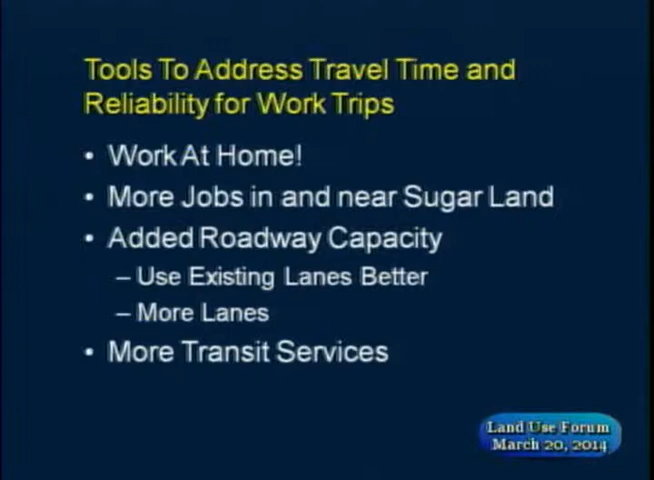 Tools To Address Travel Time and
Reliability for Work Trips
• Work At Home!
• More Jobs in and near Sugar Land
• Added Roadway Capacity
– Use Existing Lanes Better
– More Lanes
• More Transit Services
Land Use Forum
March 20, 2014